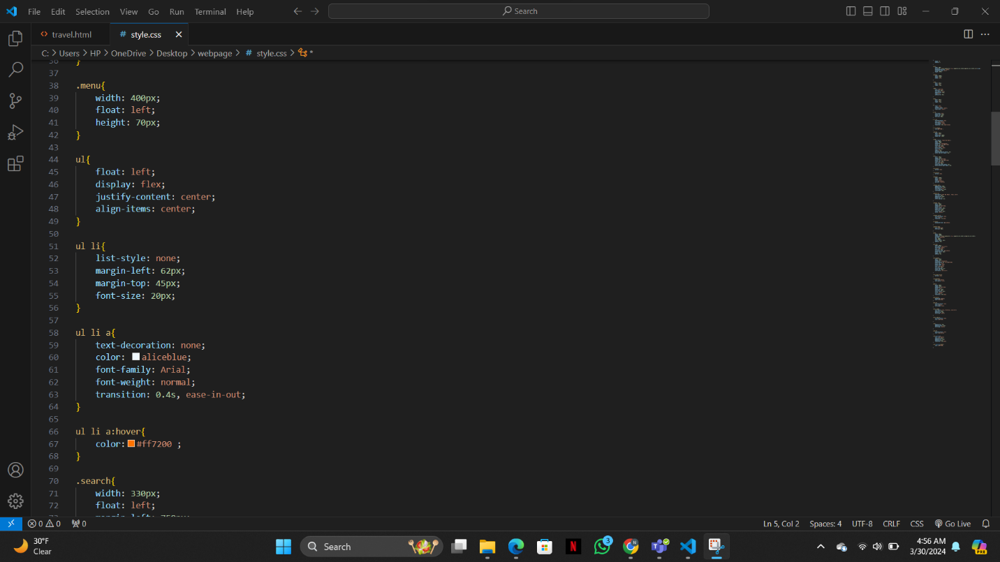 File Edit Selection View Go Run Terminal Help Search
travel.html # style.css
C: > Users > HP > OneDrive > Desktop > webpage > # style.css > *
36 }
37
38 .menu{
39 width: 400px;
40 float: left;
41 height: 70px;
42 }
43
44 ul{
45 float: left;
46 display: flex;
47 justify-content: center;
48 align-items: center;
49 }
50
51 ul li{
52 list-style: none;
53 margin-left: 62px;
54 margin-top: 45px;
55 font-size: 20px;
56 }
57
58 ul li a{
59 text-decoration: none;
60 color: aliceblue;
61 font-family: Arial;
62 font-weight: normal;
63 transition: 0.4s, ease-in-out;
64 }
65
66 ul li a:hover{
67 color: #ff7200 ;
68 }
69
70 .search{
71 width: 330px;
72 float: left;
0 0 0 Ln 5, Col 2 Spaces: 4 UTF-8 CRLF CSS Go Live
30°F
Clear
Search
N
3
PRE
4:56 AM
3/30/2024